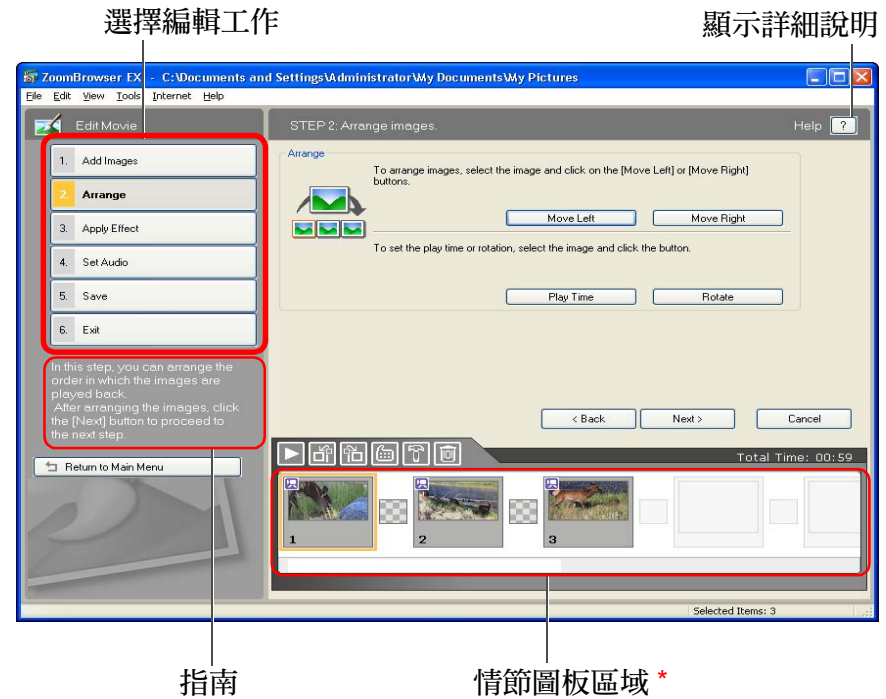 選擇編輯工作
顯示詳細說明
ZoomBrowser EX - C:\Documents and Settings\Administrator\My Documents\My Pictures
File Edit View Tools Internet Help
Edit Movie
STEP 2: Arrange images.
Help ?
1. Add Images
2. Arrange
3. Apply Effect
4. Set Audio
5. Save
6. Exit
Arrange
To arrange images, select the image and click on the [Move Left] or [Move Right]
buttons.
Move Left Move Right
To set the play time or rotation, select the image and click the button.
Play Time Rotate
In this step, you can arrange the
order in which the images are
played back.
After arranging the images, click
the [Next] button to proceed to
the next step.
< Back Next > Cancel
Return to Main Menu
Total Time: 00:59
1 2 3
Selected Items: 3
指南
情節圖板區域 *